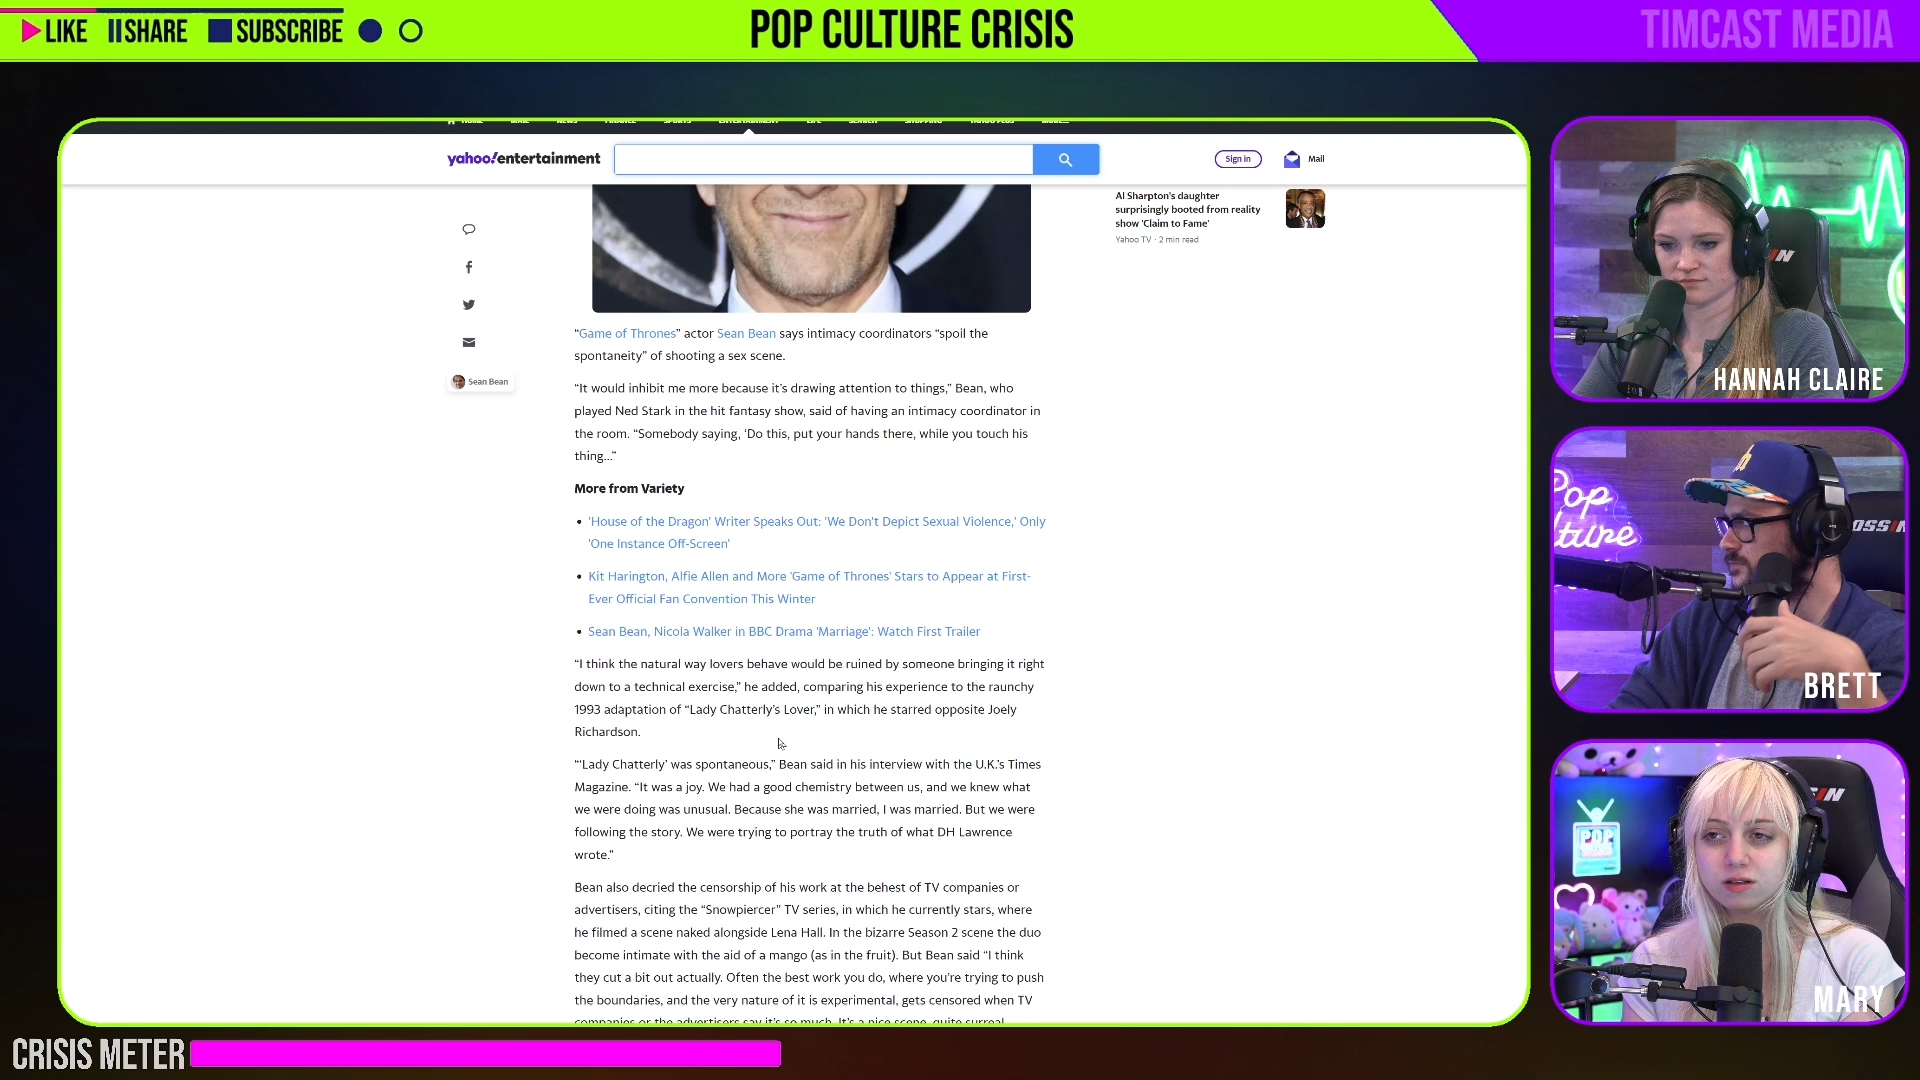 LIKE SHARE SUBSCRIBE
POP CULTURE CRISIS
TIMCAST MEDIA
yahoo!entertainment
Sign in
Mail
Al Sharpton's daughter
surprisingly booted from reality
show 'Claim to Fame'
Yahoo TV · 2 min read
Sean Bean
“Game of Thrones” actor Sean Bean says intimacy coordinators “spoil the
spontaneity” of shooting a sex scene.
“It would inhibit me more because it’s drawing attention to things,” Bean, who
played Ned Stark in the hit fantasy show, said of having an intimacy coordinator in
the room. “Somebody saying, ‘Do this, put your hands there, while you touch his
thing…”
More from Variety
'House of the Dragon' Writer Speaks Out: 'We Don't Depict Sexual Violence,' Only
'One Instance Off-Screen'
Kit Harington, Alfie Allen and More 'Game of Thrones' Stars to Appear at First-
Ever Official Fan Convention This Winter
Sean Bean, Nicola Walker in BBC Drama 'Marriage': Watch First Trailer
“I think the natural way lovers behave would be ruined by someone bringing it right
down to a technical exercise,” he added, comparing his experience to the raunchy
1993 adaptation of “Lady Chatterly’s Lover,” in which he starred opposite Joely
Richardson.
“‘Lady Chatterly’ was spontaneous,” Bean said in his interview with the U.K.’s Times
Magazine. “It was a joy. We had a good chemistry between us, and we knew what
we were doing was unusual. Because she was married, I was married. But we were
following the story. We were trying to portray the truth of what DH Lawrence
wrote.”
Bean also decried the censorship of his work at the behest of TV companies or
advertisers, citing the “Snowpiercer” TV series, in which he currently stars, where
he filmed a scene naked alongside Lena Hall. In the bizarre Season 2 scene the duo
become intimate with the aid of a mango (as in the fruit). But Bean said “I think
they cut a bit out actually. Often the best work you do, where you’re trying to push
the boundaries, and the very nature of it is experimental, gets censored when TV
companies or the advertisers say it’s so much. It’s a nice scene, quite surreal,
HANNAH CLAIRE
BRETT
MARY
CRISIS METER